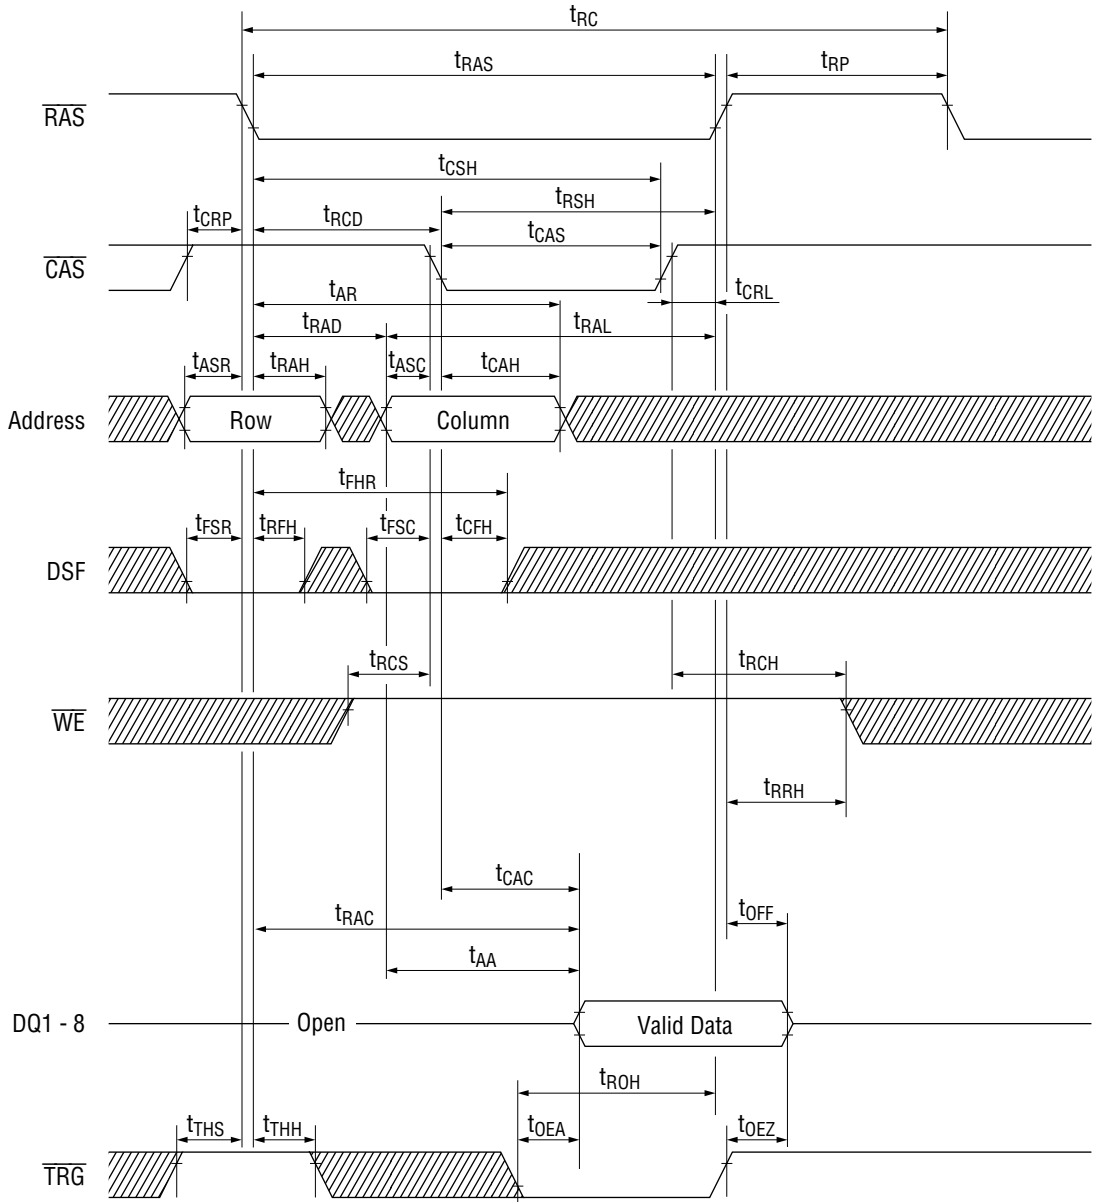 tRC
tRAS tRP
RAS
tCSH
tRSH
tCRP tRCD
tCAS
CAS
tAR tCRL
tRAD tRAL
tASR tRAH tASC tCAH
Address Row Column
tFHR
tFSR tRFH tFSC tCFH
DSF
tRCS tRCH
WE
tRRH
tCAC
tRAC tOFF
tAA
DQ1 - 8 Open Valid Data
tROH
tTHS tTHH tOEA tOEZ
TRG